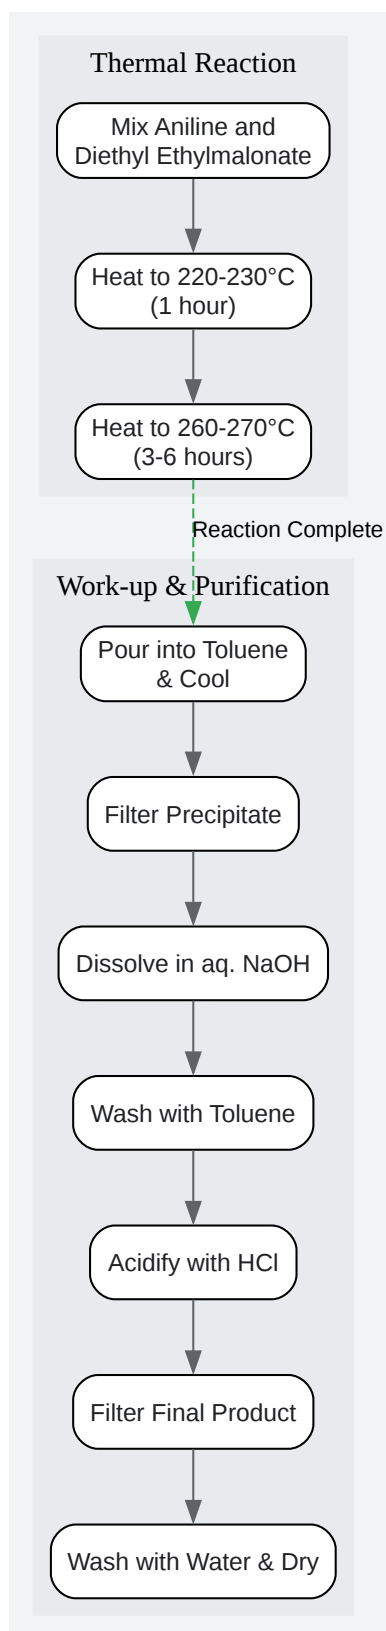 Thermal Reaction
Mix Aniline and
Diethyl Ethylmalonate
Heat to 220-230°C
(1 hour)
Heat to 260-270°C
(3-6 hours)
Reaction Complete
Work-up & Purification
Pour into Toluene
& Cool
Filter Precipitate
Dissolve in aq. NaOH
Wash with Toluene
Acidify with HCl
Filter Final Product
Wash with Water & Dry